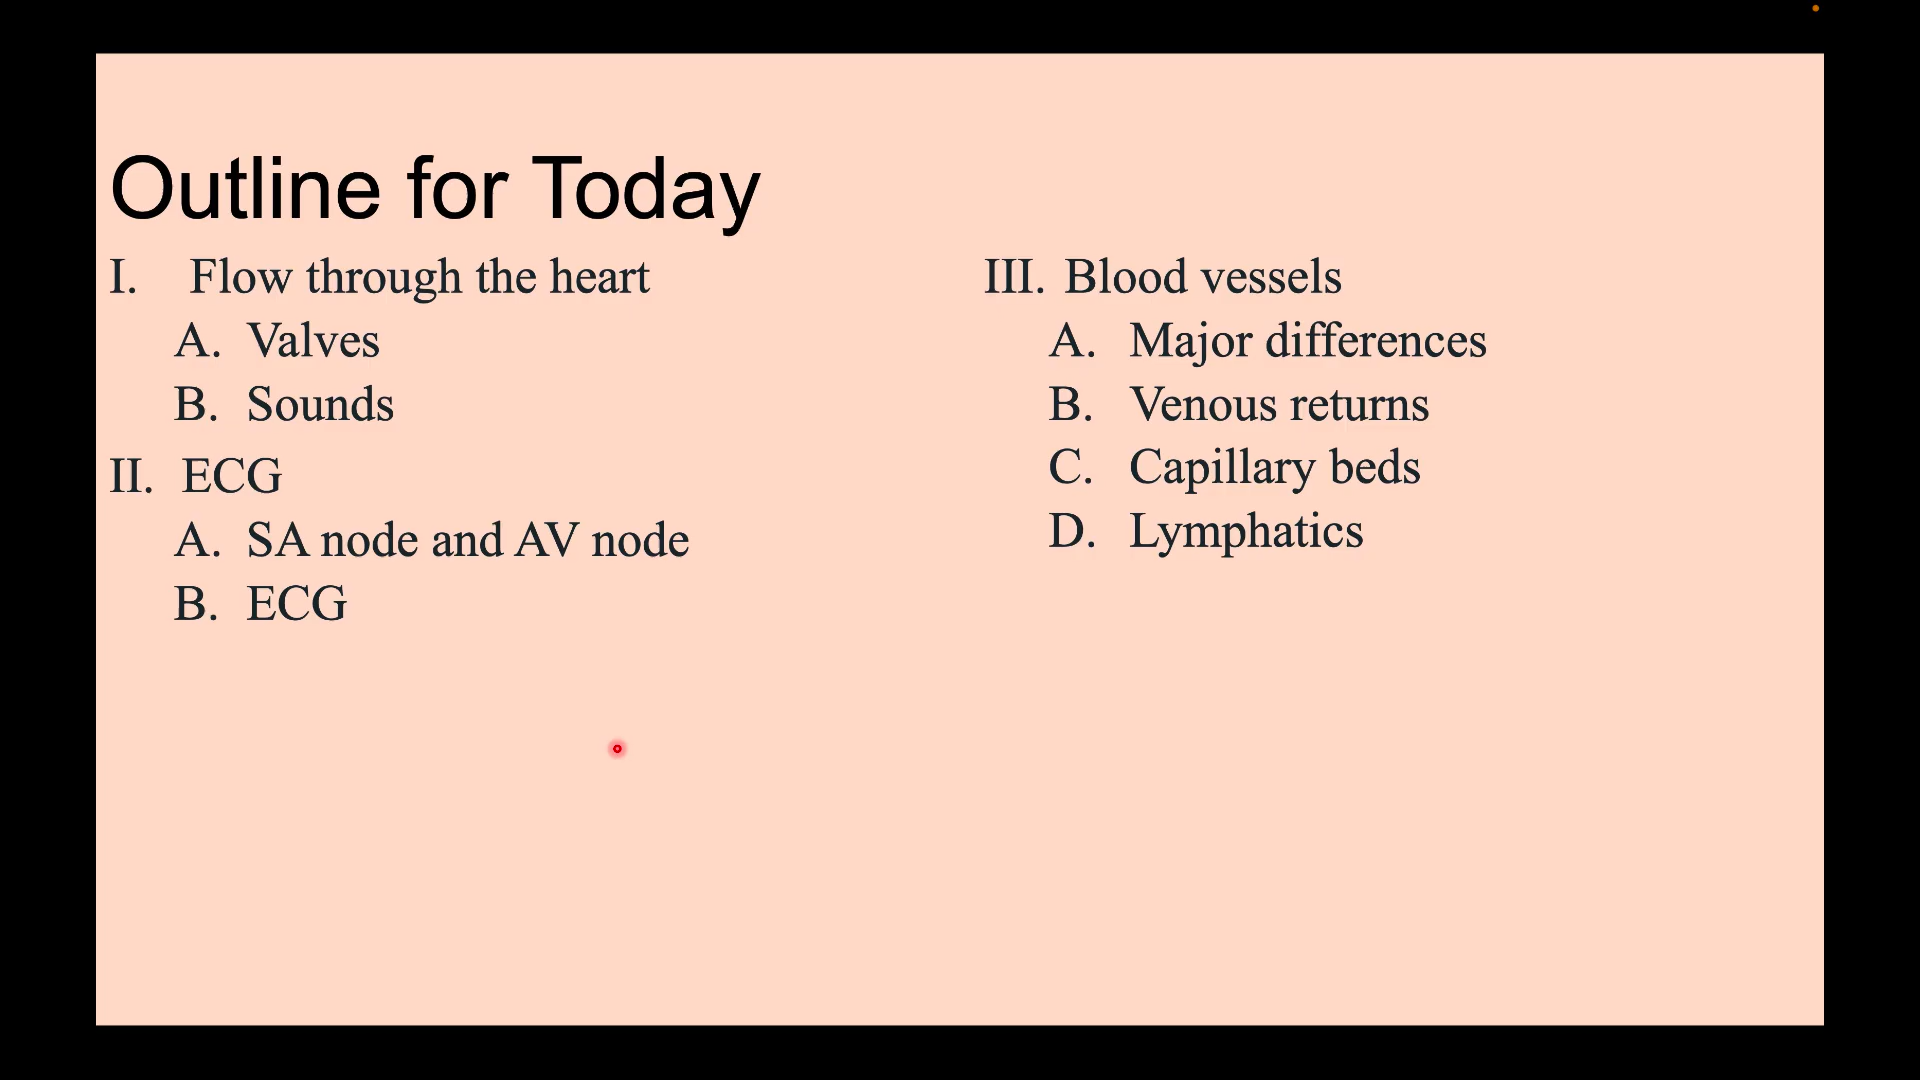 Outline for Today
I. Flow through the heart
A. Valves
B. Sounds
II. ECG
A. SA node and AV node
B. ECG
III. Blood vessels
A. Major differences
B. Venous returns
C. Capillary beds
D. Lymphatics